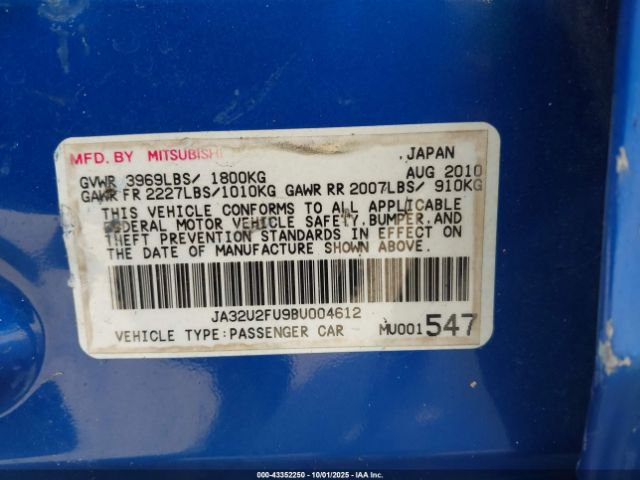 MFD. BY MITSUBISHI , JAPAN
GVWR 3969LBS/ 1800KG AUG 2010
GAWR FR 2227LBS/1010KG GAWR RR 2007LBS/ 910KG
THIS VEHICLE CONFORMS TO ALL APPLICABLE
FEDERAL MOTOR VEHICLE SAFETY,BUMPER,AND
THEFT PREVENTION STANDARDS IN EFFECT ON
THE DATE OF MANUFACTURE SHOWN ABOVE.
JA32U2FU9BU004612
VEHICLE TYPE:PASSENGER CAR MU001547
000-43352250 - 10/01/2025 - IAA Inc.